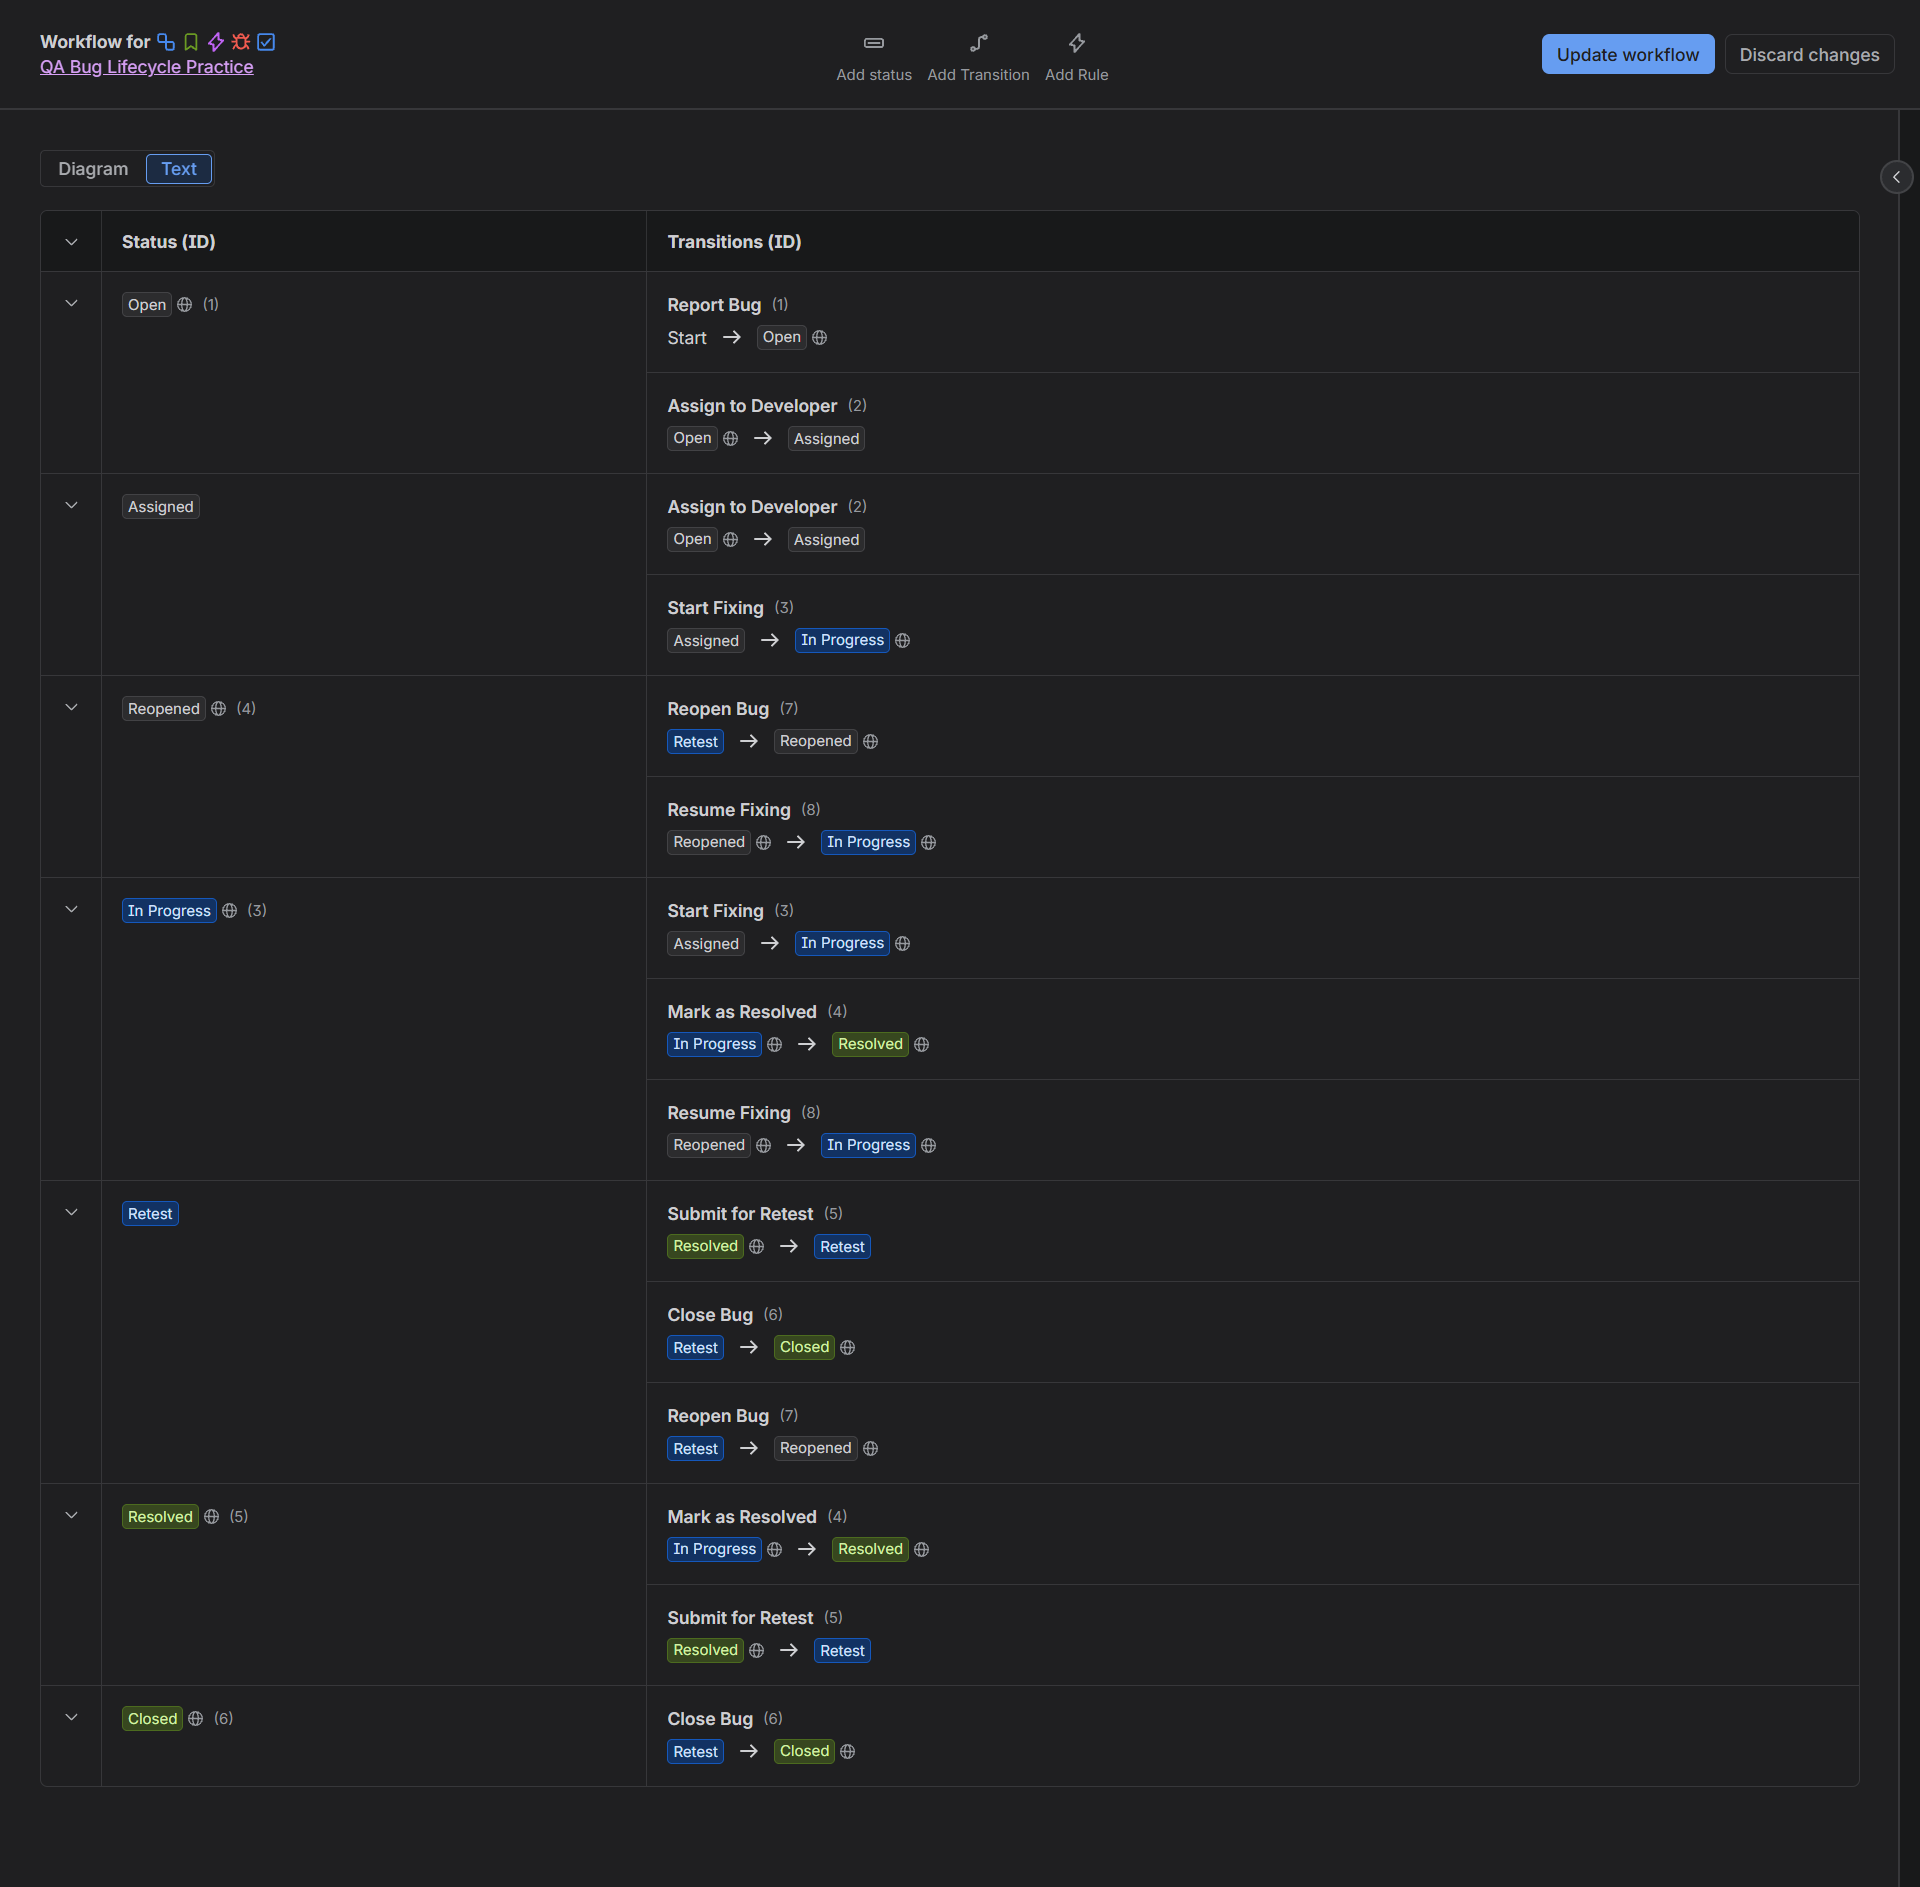 Workflow for
QA Bug Lifecycle Practice
Add status
Add Transition
Add Rule
Update workflow
Discard changes
Diagram
Text
Status (ID)
Transitions (ID)
Open (1)
Report Bug (1)
Start → Open
Assign to Developer (2)
Open → Assigned
Assigned
Assign to Developer (2)
Open → Assigned
Start Fixing (3)
Assigned → In Progress
Reopened (4)
Reopen Bug (7)
Retest → Reopened
Resume Fixing (8)
Reopened → In Progress
In Progress (3)
Start Fixing (3)
Assigned → In Progress
Mark as Resolved (4)
In Progress → Resolved
Resume Fixing (8)
Reopened → In Progress
Retest
Submit for Retest (5)
Resolved → Retest
Close Bug (6)
Retest → Closed
Reopen Bug (7)
Retest → Reopened
Resolved (5)
Mark as Resolved (4)
In Progress → Resolved
Submit for Retest (5)
Resolved → Retest
Closed (6)
Close Bug (6)
Retest → Closed